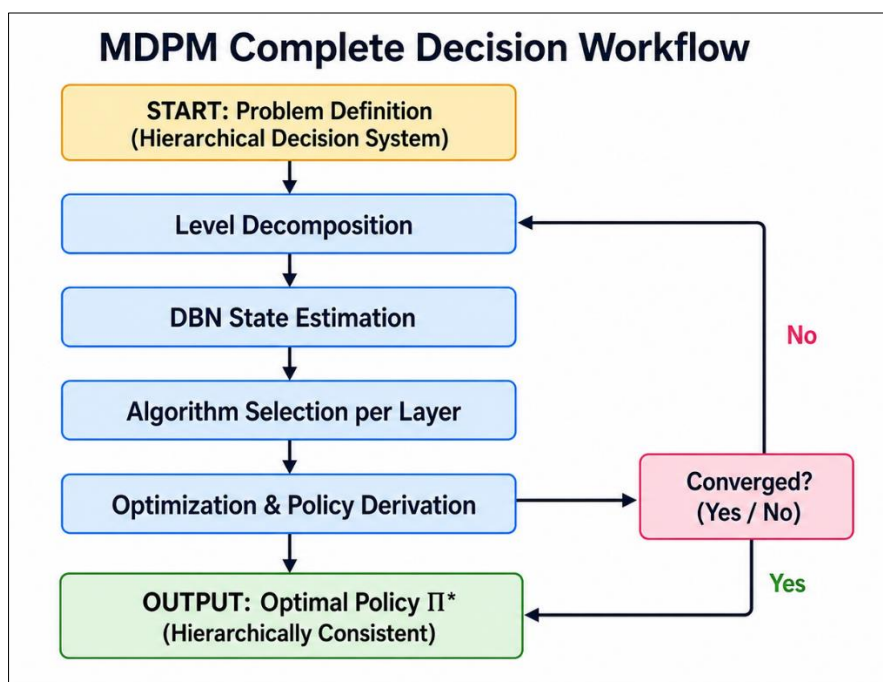 MDPM Complete Decision Workflow
START: Problem Definition
(Hierarchical Decision System)
Level Decomposition
DBN State Estimation
No
Algorithm Selection per Layer
Optimization & Policy Derivation
Converged?
(Yes / No)
Yes
OUTPUT: Optimal Policy Π*
(Hierarchically Consistent)